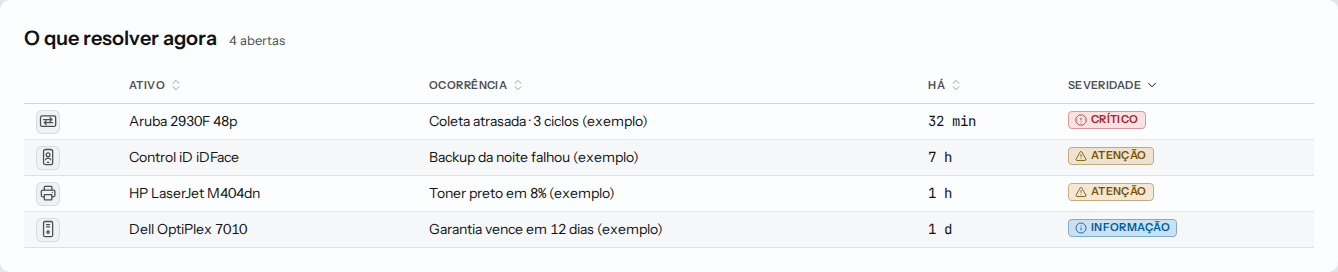 O que resolver agora 4 abertas
ATIVO OCORRÊNCIA HÁ SEVERIDADE
Aruba 2930F 48p Coleta atrasada · 3 ciclos (exemplo) 32 min CRÍTICO
Control iD iDFace Backup da noite falhou (exemplo) 7 h ATENÇÃO
HP LaserJet M404dn Toner preto em 8% (exemplo) 1 h ATENÇÃO
Dell OptiPlex 7010 Garantia vence em 12 dias (exemplo) 1 d INFORMAÇÃO